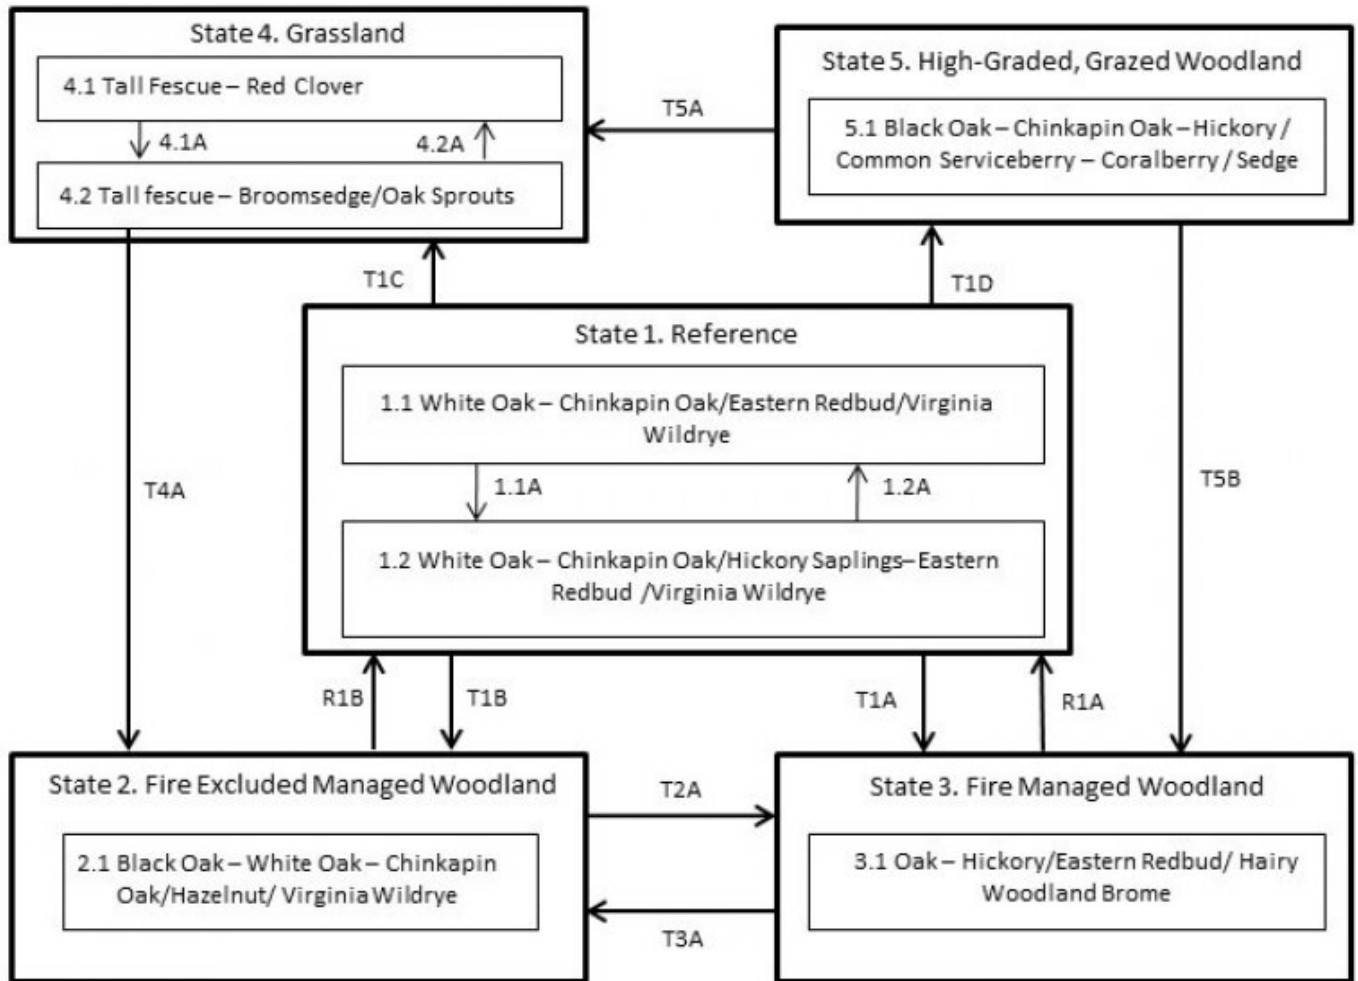 State 4. Grassland
4.1 Tall Fescue – Red Clover
4.1A
4.2A
4.2 Tall fescue – Broomsedge/Oak Sprouts
T5A
State 5. High-Graded, Grazed Woodland
5.1 Black Oak – Chinkapin Oak – Hickory /
Common Serviceberry – Coralberry / Sedge
T1C
T1D
State 1. Reference
1.1 White Oak – Chinkapin Oak/Eastern Redbud/Virginia
Wildrye
1.1A
1.2A
1.2 White Oak – Chinkapin Oak/Hickory Saplings–Eastern
Redbud /Virginia Wildrye
T4A
T5B
R1B
T1B
T1A
R1A
State 2. Fire Excluded Managed Woodland
2.1 Black Oak – White Oak – Chinkapin
Oak/Hazelnut/ Virginia Wildrye
T2A
T3A
State 3. Fire Managed Woodland
3.1 Oak – Hickory/Eastern Redbud/ Hairy
Woodland Brome